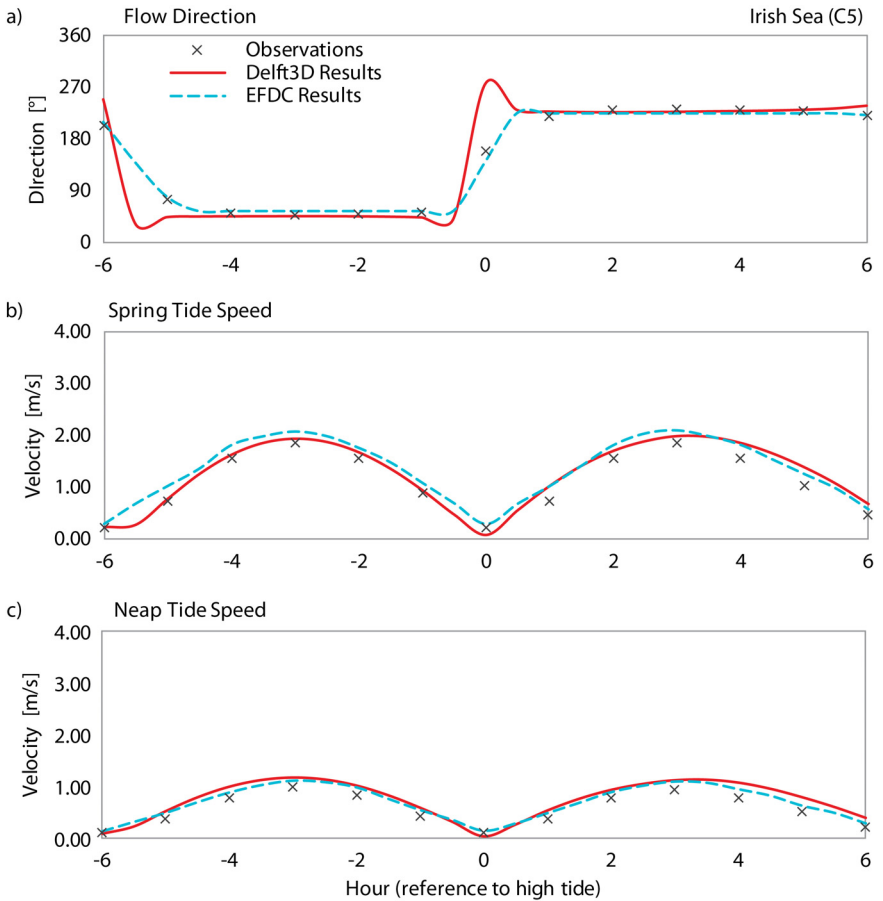 a) Flow Direction Irish Sea (C5)
360
Observations
Delft3D Results
270
EFDC Results
DIrection [°]
180
90
0
-6 -4 -2 0 2 4 6
b) Spring Tide Speed
4.00
3.00
Velocity [m/s]
2.00
1.00
0.00
-6 -4 -2 0 2 4 6
c) Neap Tide Speed
4.00
3.00
Velocity [m/s]
2.00
1.00
0.00
-6 -4 -2 0 2 4 6
Hour (reference to high tide)